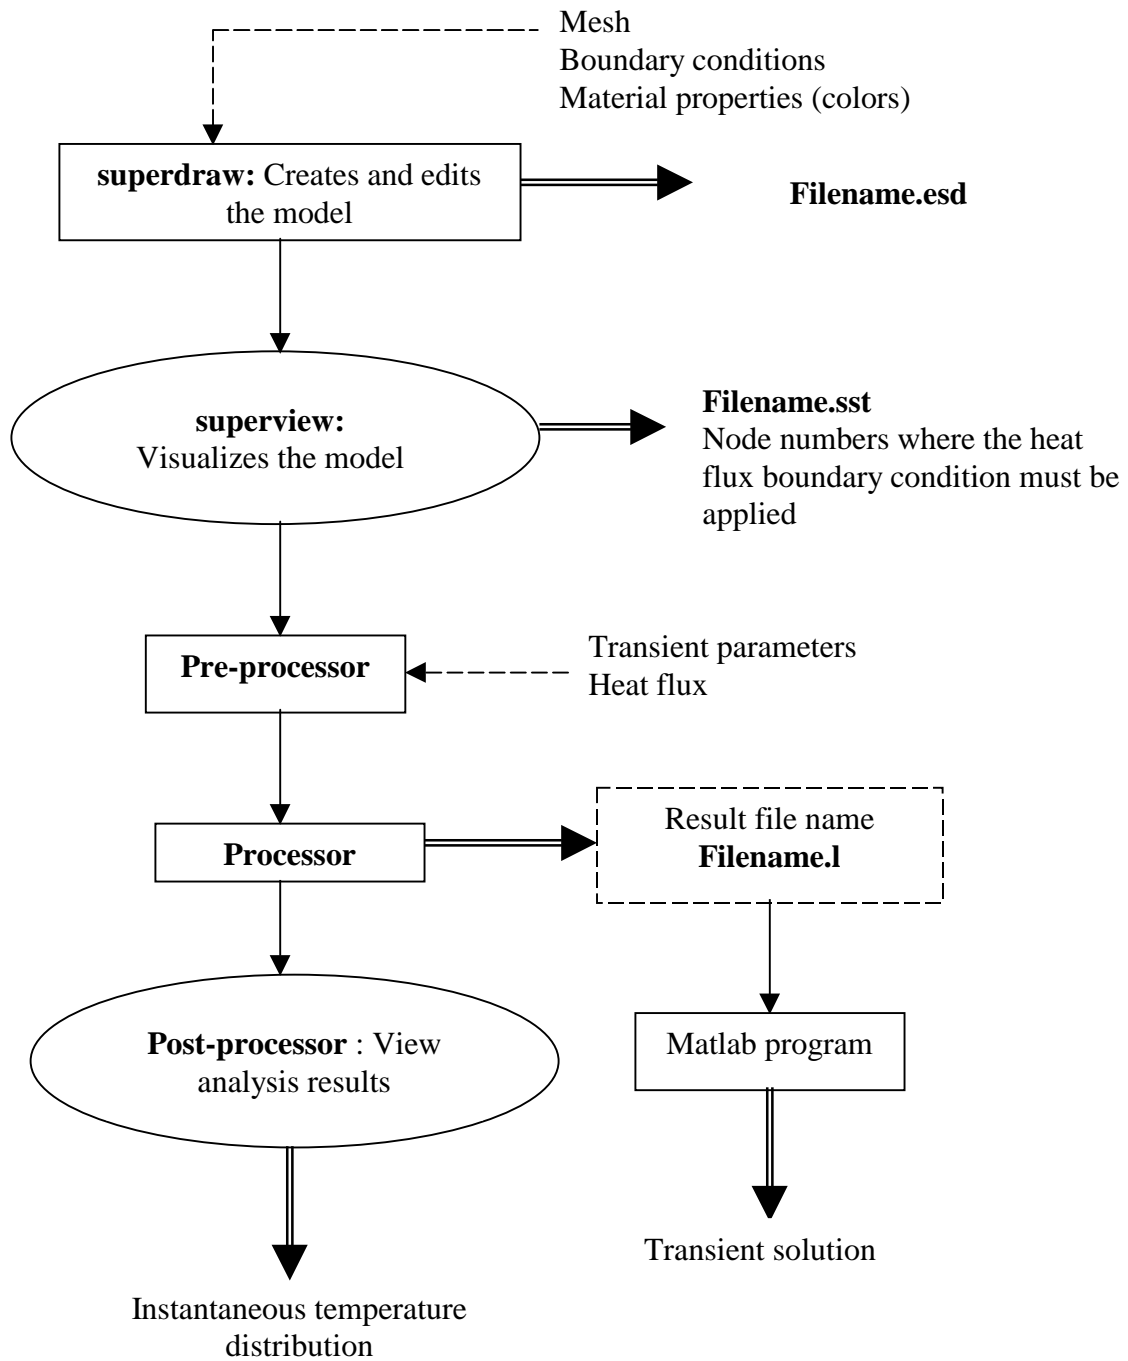 Mesh
Boundary conditions
Material properties (colors)
superdraw: Creates and edits
the model
Filename.esd
superview:
Visualizes the model
Filename.sst
Node numbers where the heat
flux boundary condition must be
applied
Pre-processor
Transient parameters
Heat flux
Processor
Result file name
Filename.l
Post-processor : View
analysis results
Matlab program
Transient solution
Instantaneous temperature
distribution